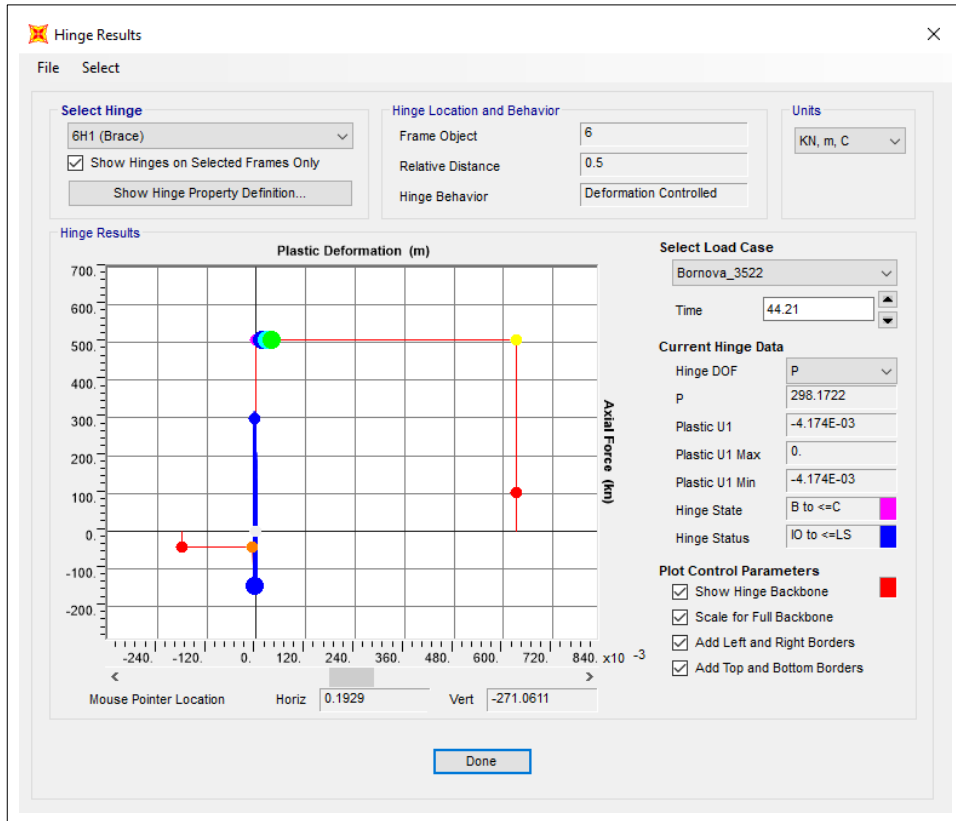 Hinge Results
File Select
Select Hinge
6H1 (Brace)
Show Hinges on Selected Frames Only
Show Hinge Property Definition...
Hinge Location and Behavior
Frame Object 6
Relative Distance 0.5
Hinge Behavior Deformation Controlled
Units
KN, m, C
Hinge Results
Plastic Deformation (m)
700.
600.
500.
400.
300.
200.
100.
0.
-100.
-200.
Axial Force (kn)
-240. -120. 0. 120. 240. 360. 480. 600. 720. 840. x10 -3
< >
Mouse Pointer Location Horiz 0.1929 Vert -271.0611
Select Load Case
Bornova_3522
Time 44.21
Current Hinge Data
Hinge DOF P
P 298.1722
Plastic U1 -4.174E-03
Plastic U1 Max 0.
Plastic U1 Min -4.174E-03
Hinge State B to <=C
Hinge Status IO to <=LS
Plot Control Parameters
Show Hinge Backbone
Scale for Full Backbone
Add Left and Right Borders
Add Top and Bottom Borders
Done